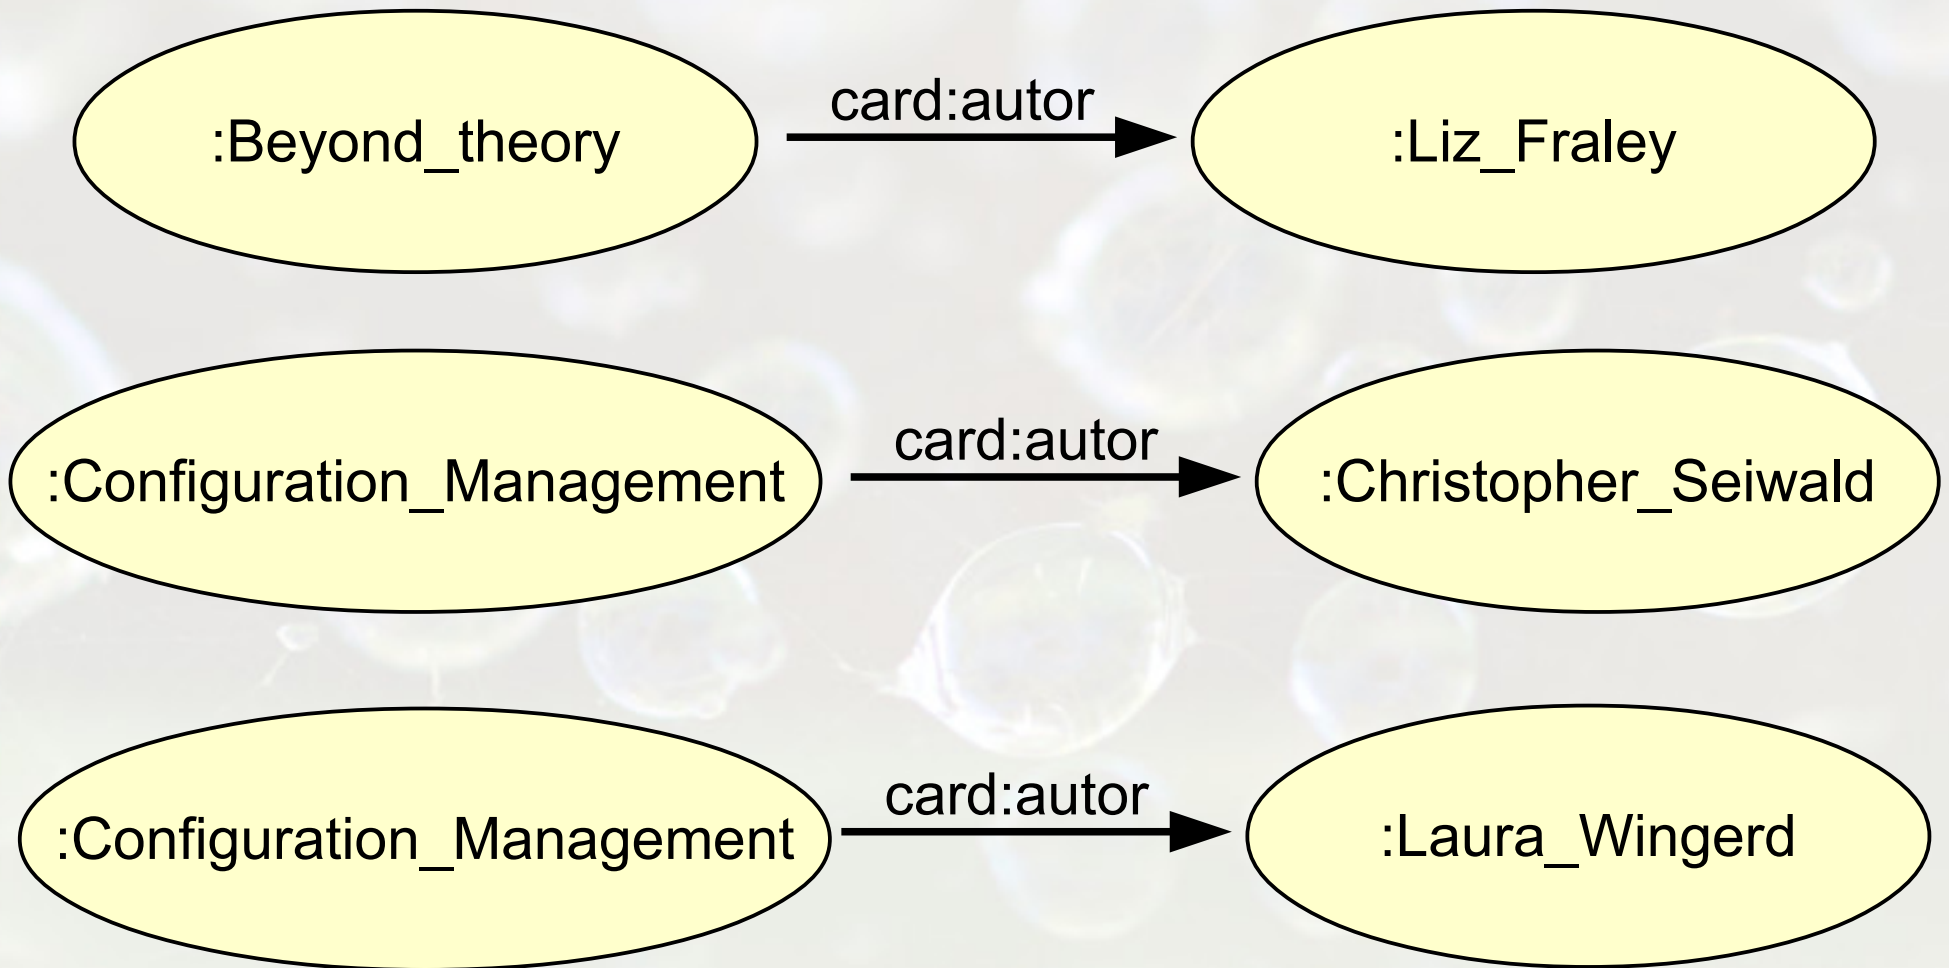 :Beyond_theory card:autor :Liz_Fraley
:Configuration_Management card:autor :Christopher_Seiwald
:Configuration_Management card:autor :Laura_Wingerd